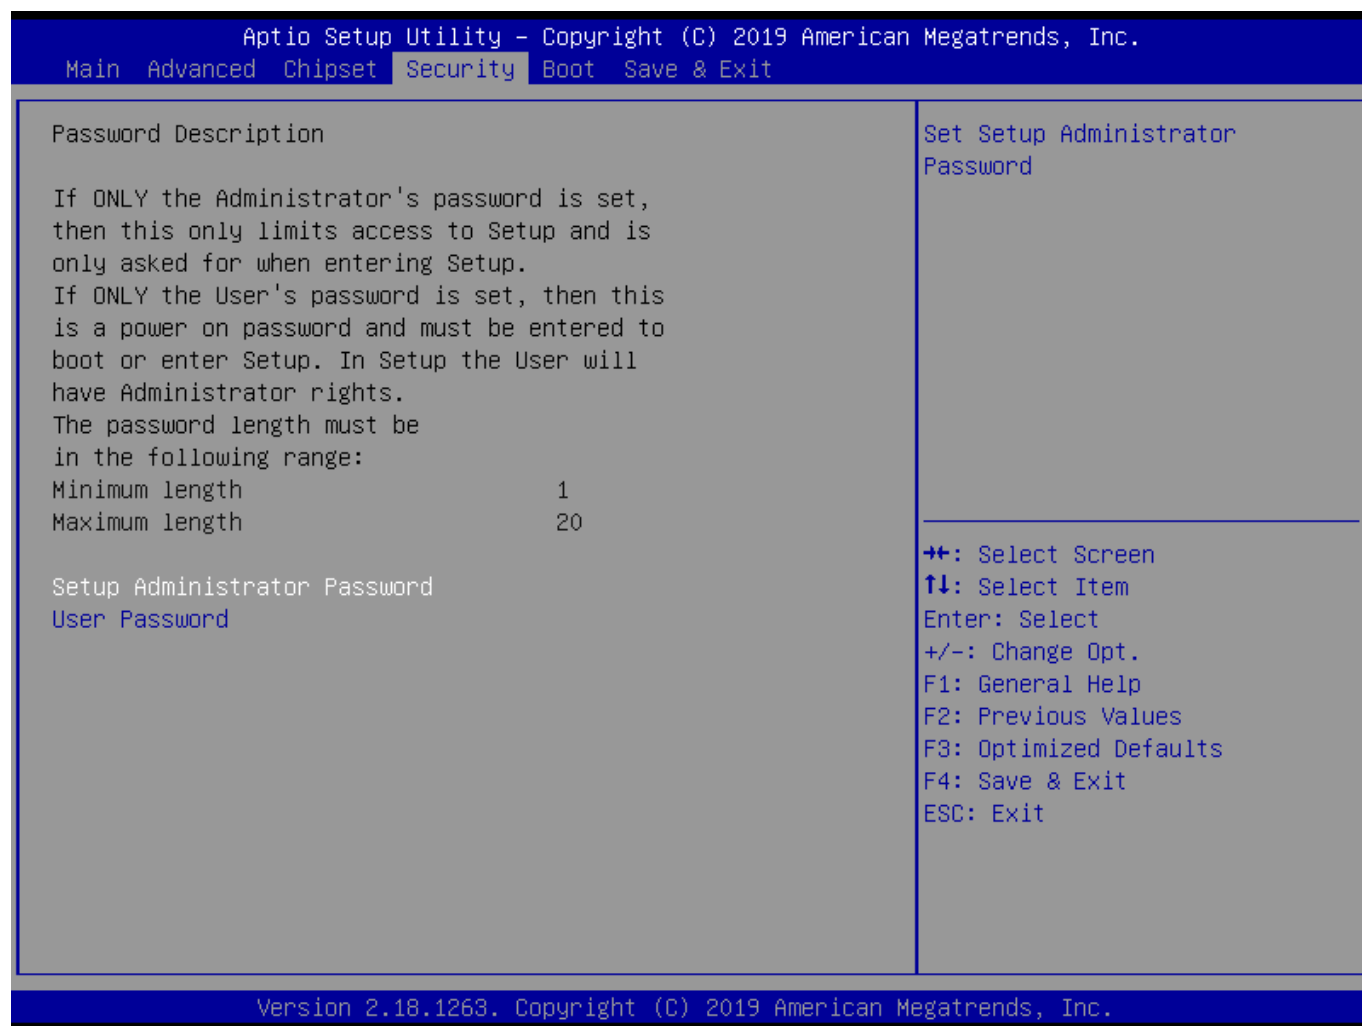 Aptio Setup Utility – Copyright (C) 2019 American Megatrends, Inc.
Main Advanced Chipset Security Boot Save & Exit
Password Description
If ONLY the Administrator's password is set,
then this only limits access to Setup and is
only asked for when entering Setup.
If ONLY the User's password is set, then this
is a power on password and must be entered to
boot or enter Setup. In Setup the User will
have Administrator rights.
The password length must be
in the following range:
Minimum length 1
Maximum length 20
Setup Administrator Password
User Password
Set Setup Administrator
Password
→←: Select Screen
↑↓: Select Item
Enter: Select
+/-: Change Opt.
F1: General Help
F2: Previous Values
F3: Optimized Defaults
F4: Save & Exit
ESC: Exit
Version 2.18.1263. Copyright (C) 2019 American Megatrends, Inc.